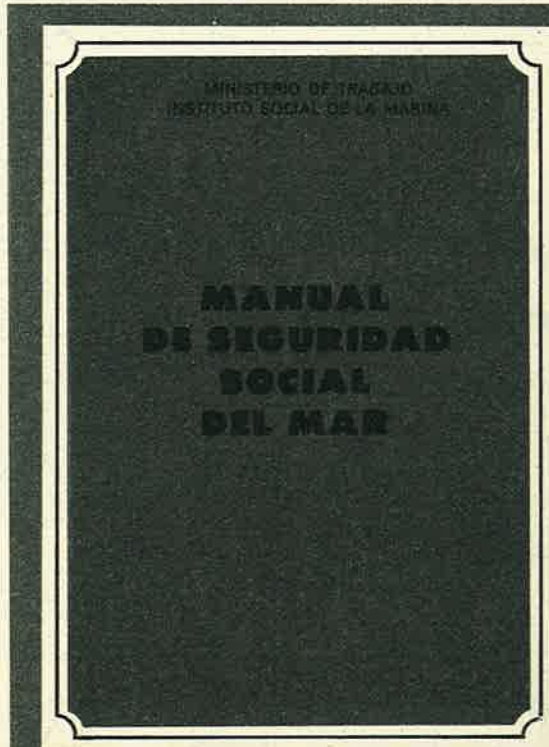 MINISTERIO DE TRABAJO
INSTITUTO SOCIAL DE LA MARINA
MANUAL
DE SEGURIDAD
SOCIAL
DEL MAR